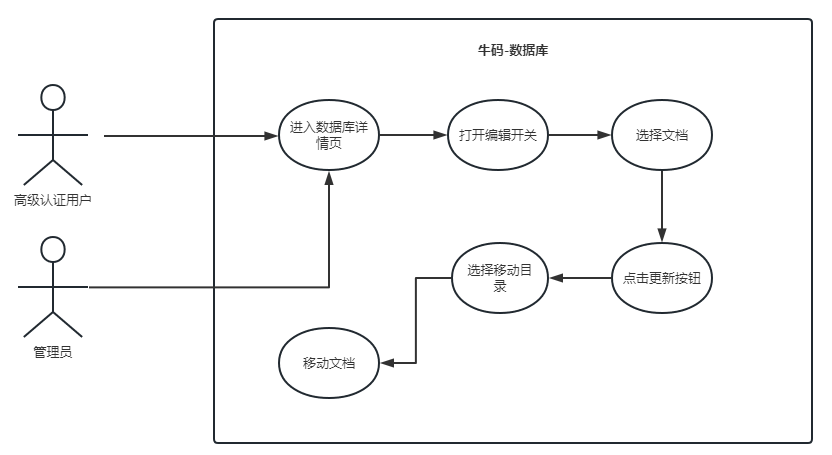 牛码-数据库
进入数据库详
情页
打开编辑开关
选择文档
高级认证用户
选择移动目
录
点击更新按钮
管理员
移动文档